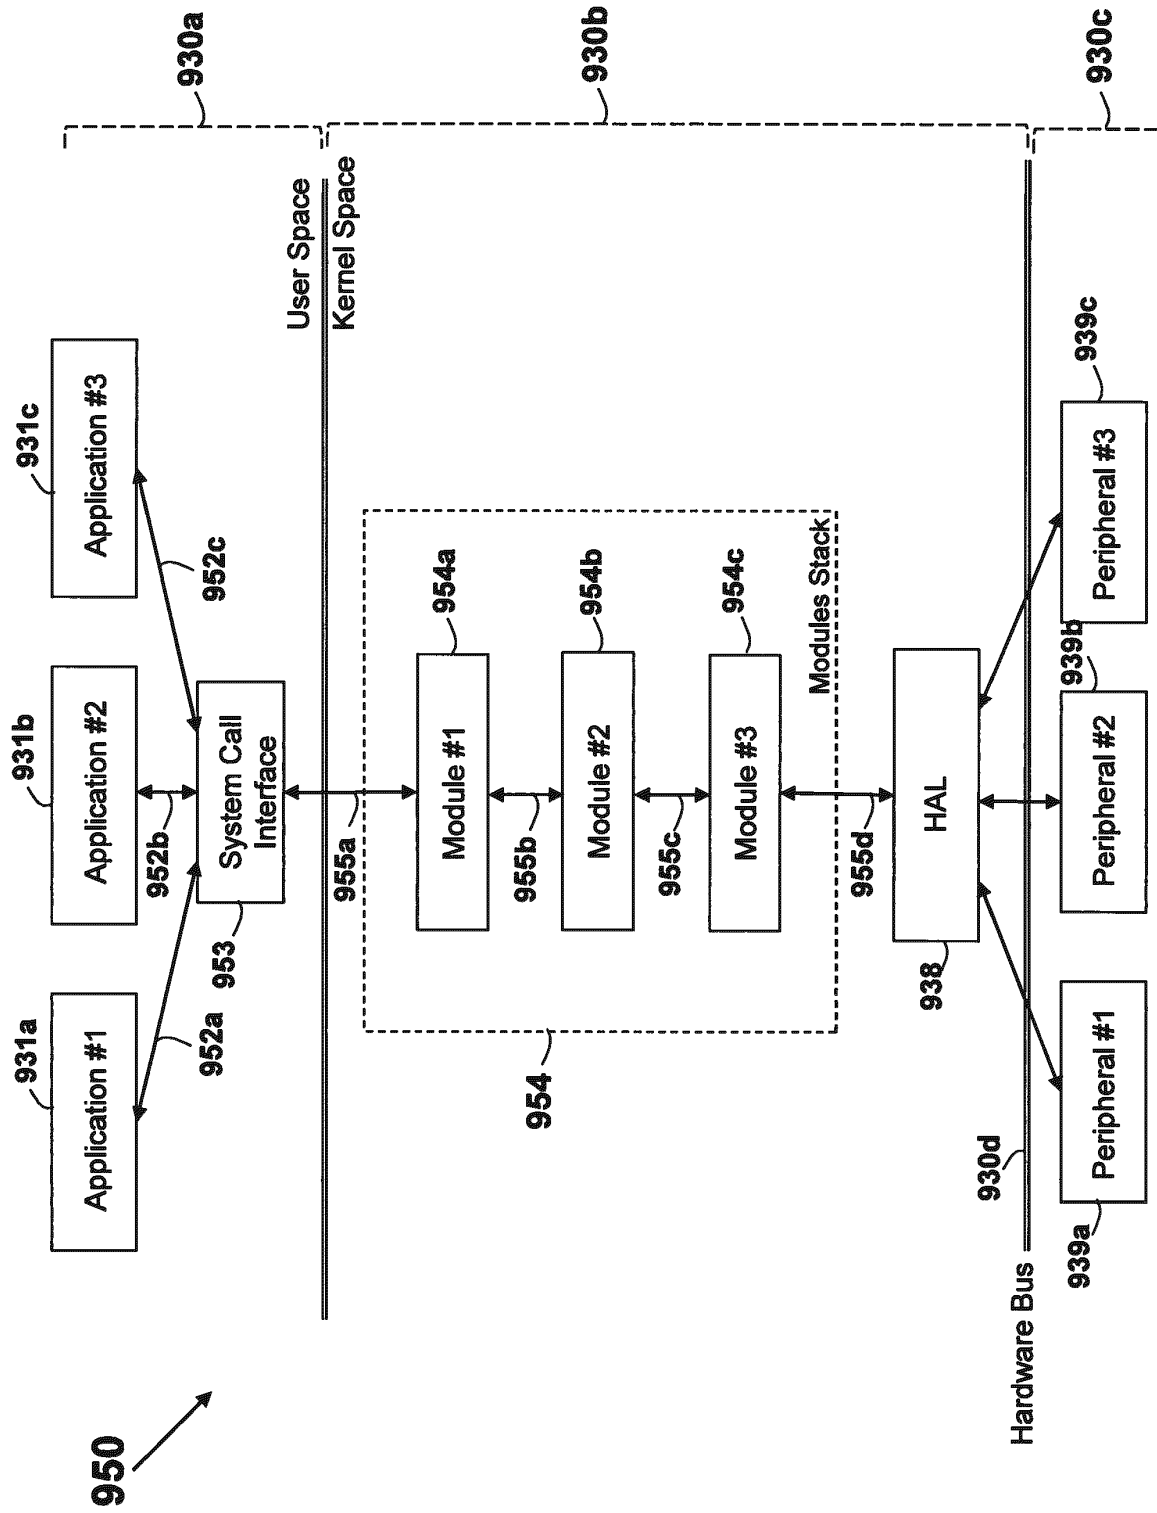 950
931a
931b
931c
Application #1
Application #2
Application #3
930a
952a
952b
952c
953
System Call
Interface
User Space
Kernel Space
955a
930b
954
Module #1
954a
955b
Module #2
954b
955c
Module #3
954c
Modules Stack
955d
938
HAL
930d
Hardware Bus
939a
939b
939c
Peripheral #1
Peripheral #2
Peripheral #3
930c